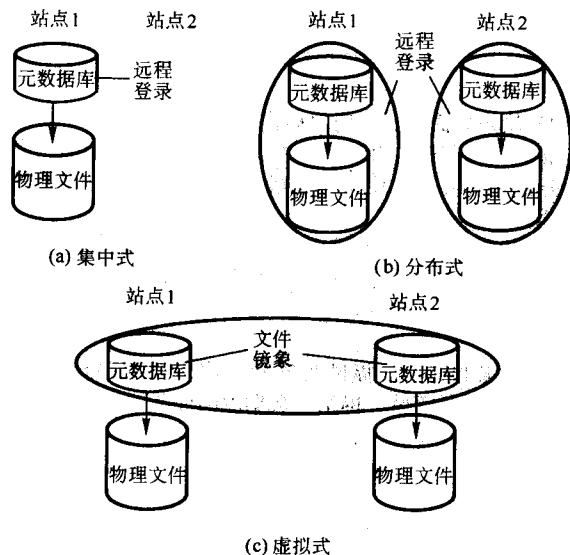 站点1 站点2
元数据库
远程
登录
物理文件
(a) 集中式
站点1 站点2
远程
登录
元数据库 元数据库
物理文件 物理文件
(b) 分布式
站点1 站点2
文件
镜象
元数据库 元数据库
物理文件 物理文件
(c) 虚拟式